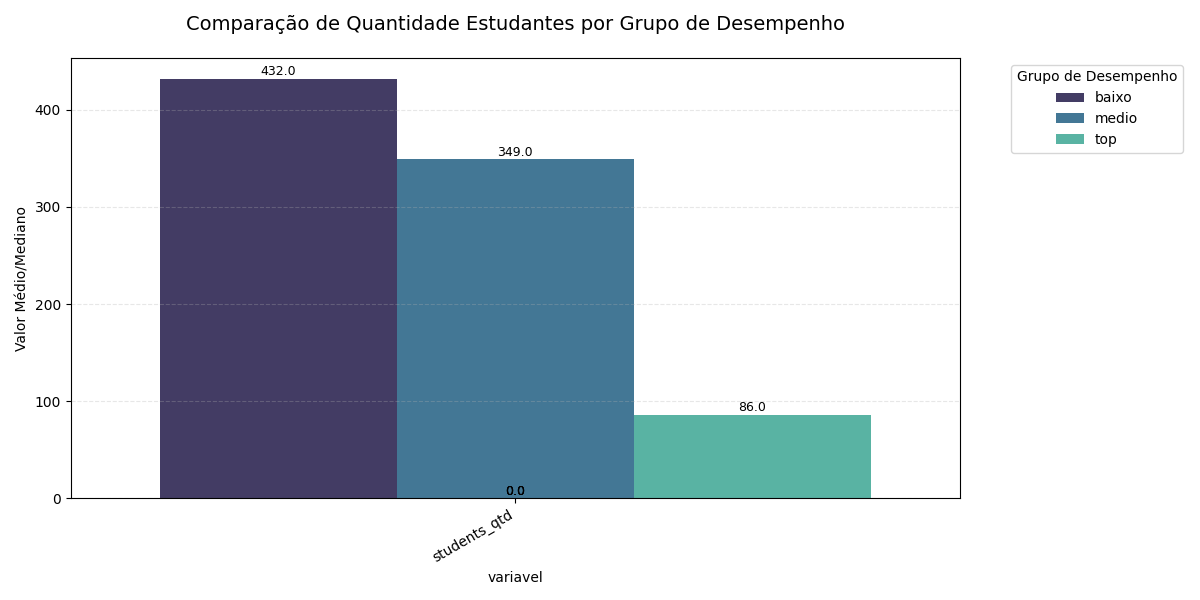 Comparação de Quantidade Estudantes por Grupo de Desempenho
Valor Médio/Mediano
400
300
200
100
0
432.0
349.0
86.0
0.0
students_qtd
variavel
Grupo de Desempenho
baixo
medio
top